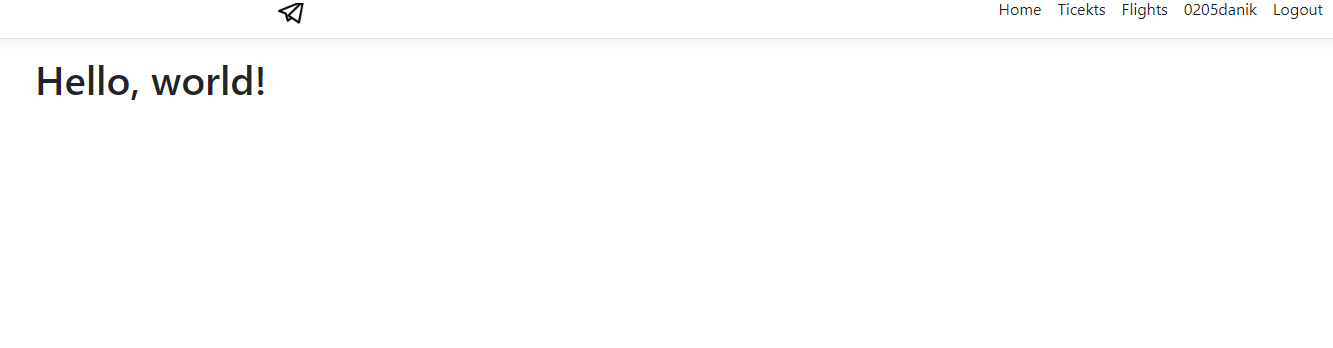 Home Ticekts Flights 0205danik Logout
Hello, world!